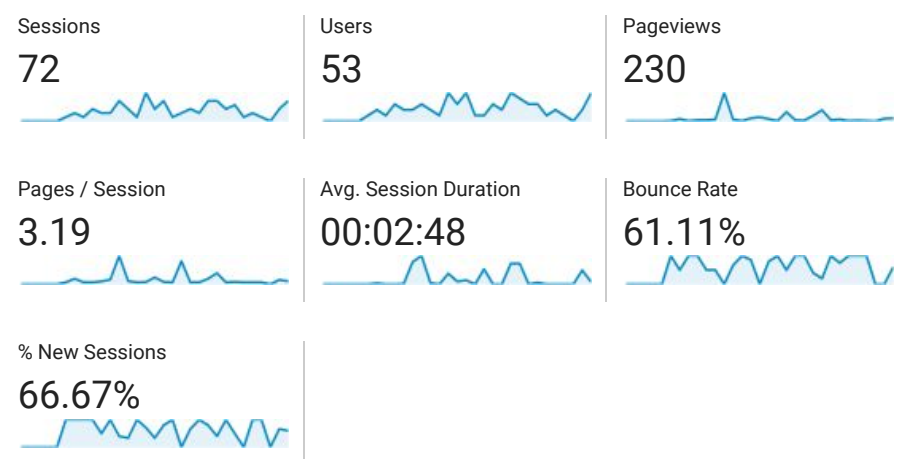 Sessions
72
Users
53
Pageviews
230
Pages / Session
3.19
Avg. Session Duration
00:02:48
Bounce Rate
61.11%
% New Sessions
66.67%